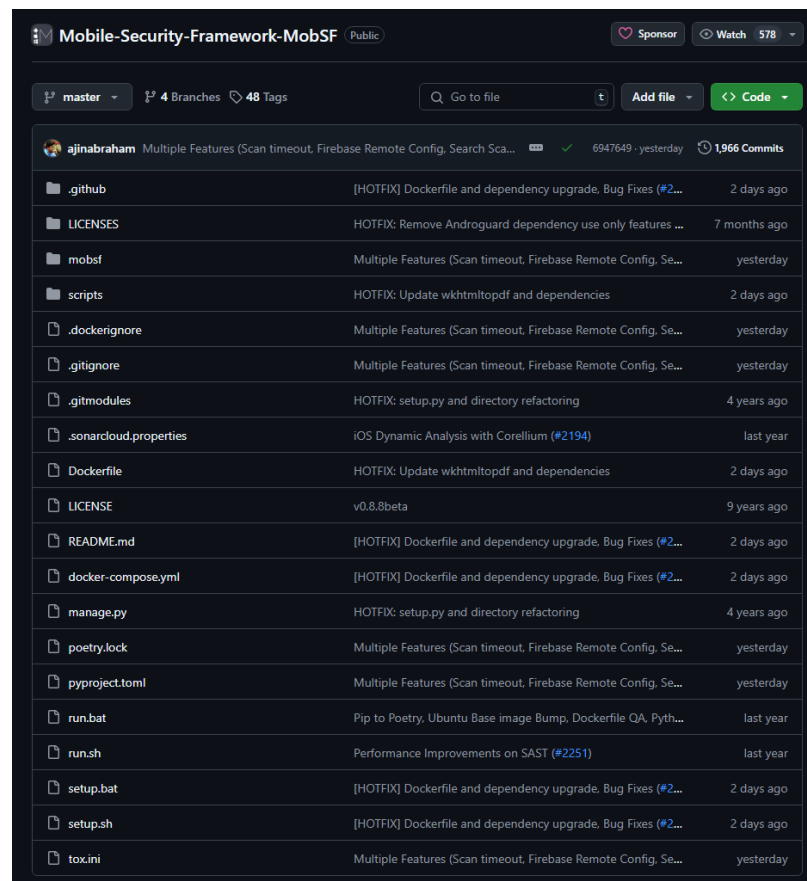 Mobile-Security-Framework-MobSF Public Sponsor Watch 578
master 4 Branches 48 Tags Go to file t Add file Code
ajinabraham Multiple Features (Scan timeout, Firebase Remote Config, Search Sca... 6947649 · yesterday 1,966 Commits
.github [HOTFIX] Dockerfile and dependency upgrade, Bug Fixes (#2... 2 days ago
LICENSES HOTFIX: Remove Androguard dependency use only features ... 7 months ago
mobsf Multiple Features (Scan timeout, Firebase Remote Config, Se... yesterday
scripts HOTFIX: Update wkhtmltopdf and dependencies 2 days ago
.dockerignore Multiple Features (Scan timeout, Firebase Remote Config, Se... yesterday
.gitignore Multiple Features (Scan timeout, Firebase Remote Config, Se... yesterday
.gitmodules HOTFIX: setup.py and directory refactoring 4 years ago
.sonarcloud.properties iOS Dynamic Analysis with Corellium (#2194) last year
Dockerfile HOTFIX: Update wkhtmltopdf and dependencies 2 days ago
LICENSE v0.8.8beta 9 years ago
README.md [HOTFIX] Dockerfile and dependency upgrade, Bug Fixes (#2... 2 days ago
docker-compose.yml [HOTFIX] Dockerfile and dependency upgrade, Bug Fixes (#2... 2 days ago
manage.py HOTFIX: setup.py and directory refactoring 4 years ago
poetry.lock Multiple Features (Scan timeout, Firebase Remote Config, Se... yesterday
pyproject.toml Multiple Features (Scan timeout, Firebase Remote Config, Se... yesterday
run.bat Pip to Poetry, Ubuntu Base image Bump, Dockerfile QA, Pyth... last year
run.sh Performance Improvements on SAST (#2251) last year
setup.bat [HOTFIX] Dockerfile and dependency upgrade, Bug Fixes (#2... 2 days ago
setup.sh [HOTFIX] Dockerfile and dependency upgrade, Bug Fixes (#2... 2 days ago
tox.ini Multiple Features (Scan timeout, Firebase Remote Config, Se... yesterday